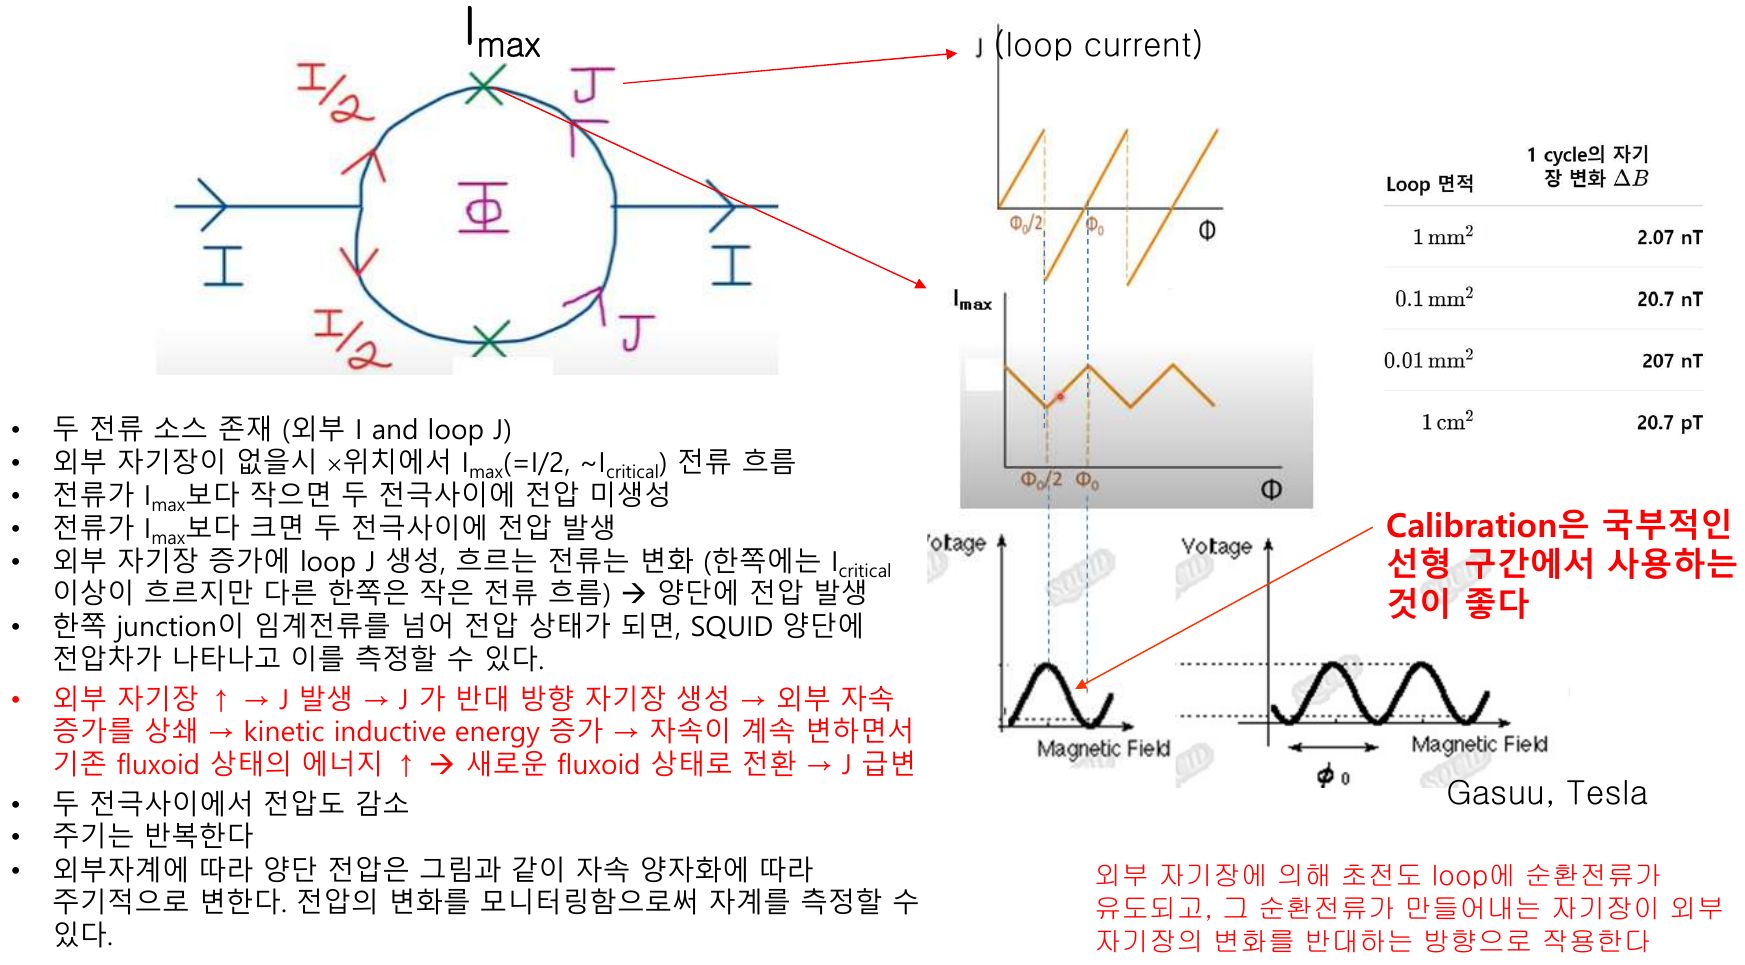 I_max
I/2
J
Φ
I
I
I/2
J
J (loop current)
Φ₀/2
Φ₀
Φ
I_max
Φ₀/2
Φ₀
Φ
Loop 면적
1 cycle의 자기
장 변화 ΔB
1 mm²
2.07 nT
0.1 mm²
20.7 nT
0.01 mm²
207 nT
1 cm²
20.7 pT
Calibration은 국부적인
선형 구간에서 사용하는
것이 좋다
Voltage
Magnetic Field
Voltage
SQUID
SQUID
Magnetic Field
ϕ₀
Gasuu, Tesla
• 두 전류 소스 존재 (외부 I and loop J)
• 외부 자기장이 없을시 ×위치에서 I_max(=I/2, ~I_critical) 전류 흐름
• 전류가 I_max보다 작으면 두 전극사이에 전압 미생성
• 전류가 I_max보다 크면 두 전극사이에 전압 발생
• 외부 자기장 증가에 loop J 생성, 흐르는 전류는 변화 (한쪽에는 I_critical
이상이 흐르지만 다른 한쪽은 작은 전류 흐름) → 양단에 전압 발생
• 한쪽 junction이 임계전류를 넘어 전압 상태가 되면, SQUID 양단에
전압차가 나타나고 이를 측정할 수 있다.
• 외부 자기장 ↑ → J 발생 → J 가 반대 방향 자기장 생성 → 외부 자속
증가를 상쇄 → kinetic inductive energy 증가 → 자속이 계속 변하면서
기존 fluxoid 상태의 에너지 ↑ → 새로운 fluxoid 상태로 전환 → J 급변
• 두 전극사이에서 전압도 감소
• 주기는 반복한다
• 외부자계에 따라 양단 전압은 그림과 같이 자속 양자화에 따라
주기적으로 변한다. 전압의 변화를 모니터링함으로써 자계를 측정할 수
있다.
외부 자기장에 의해 초전도 loop에 순환전류가
유도되고, 그 순환전류가 만들어내는 자기장이 외부
자기장의 변화를 반대하는 방향으로 작용한다